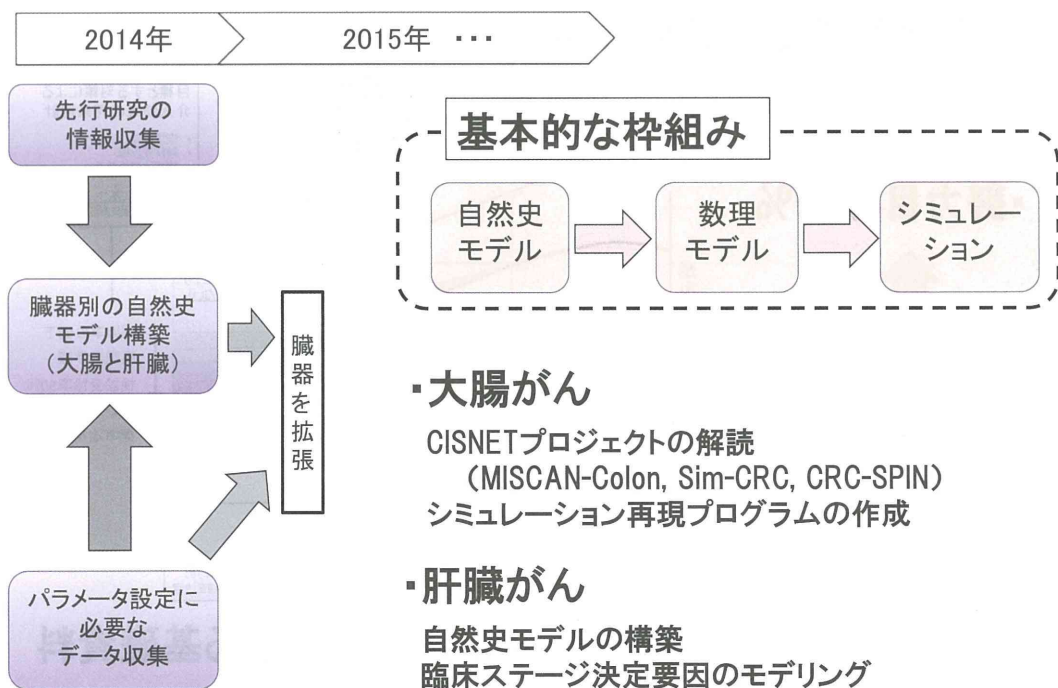 2014年
2015年 ・・・
先行研究の
情報収集
臓器別の自然史
モデル構築
（大腸と肝臓）
パラメータ設定に
必要な
データ収集
臓器を拡張
基本的な枠組み
自然史
モデル
数理
モデル
シミュレー
ション
・大腸がん
CISNETプロジェクトの解読
（MISCAN-Colon, Sim-CRC, CRC-SPIN）
シミュレーション再現プログラムの作成
・肝臓がん
自然史モデルの構築
臨床ステージ決定要因のモデリング